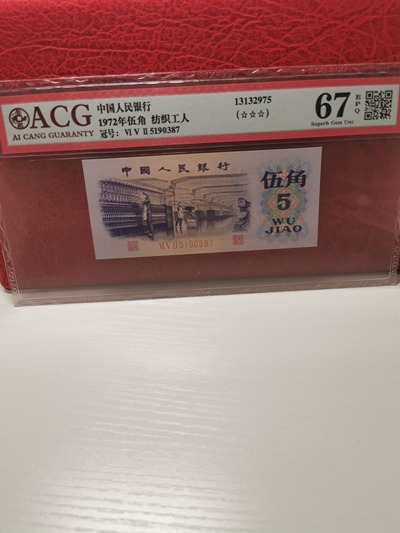 ACG
AI CANG GUARANTY
中国人民银行
1972年伍角 纺织工人
冠号: Ⅵ Ⅴ Ⅱ 5190387
13132975
(☆☆☆)
67
EPQ
Superb Gem Unc
中国人民银行
伍角
5
WU
JIAO
Ⅵ Ⅴ Ⅱ 5190387